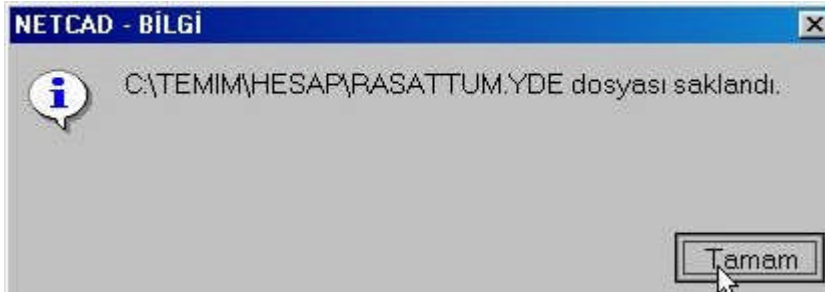 NETCAD - BİLGİ
C:\TEMIM\HESAP\RASATTUM.YDE dosyası saklandı.
Tamam